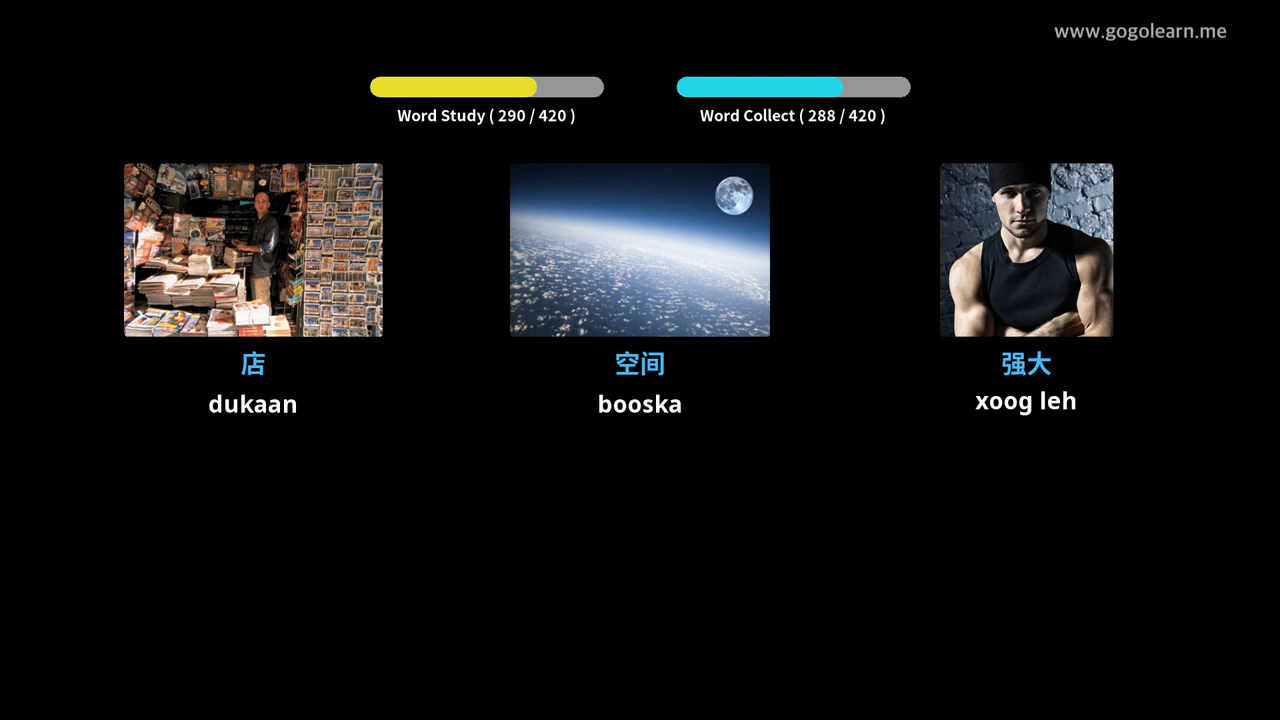 www.gogolearn.me
Word Study ( 290 / 420 )
Word Collect ( 288 / 420 )
店
dukaan
空间
booska
强大
xoog leh